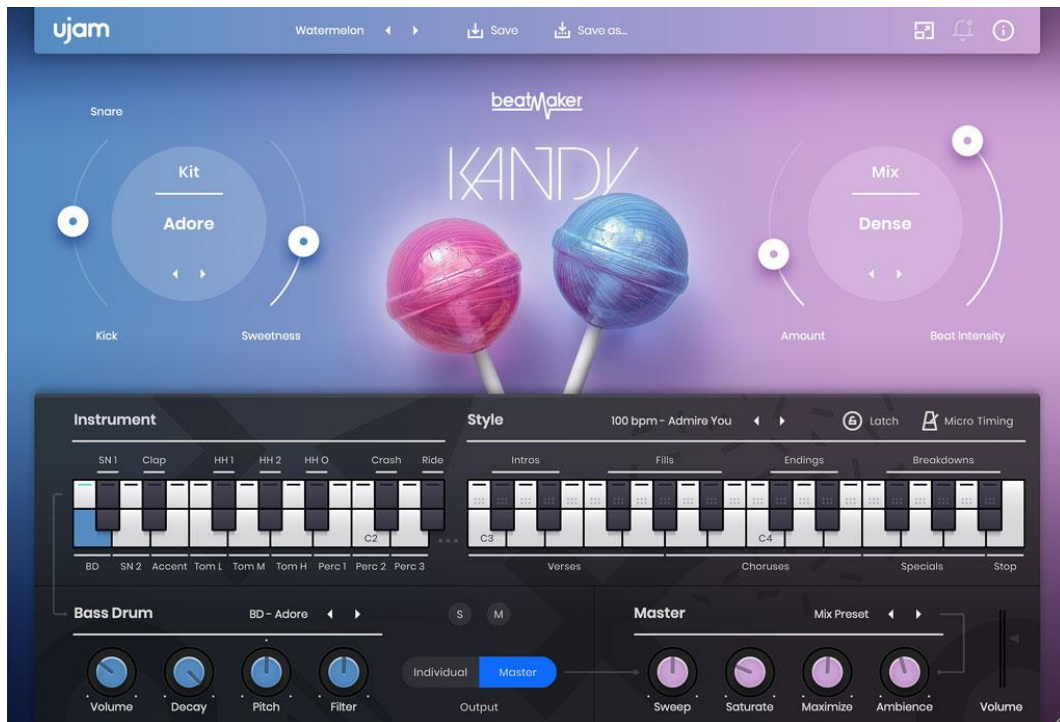 ujam
Watermelon
Save
Save as...
beatMaker
KANDY
Snare
Kit
Adore
Kick
Sweetness
Mix
Dense
Amount
Beat Intensity
Instrument
Style
100 bpm - Admire You
Latch
Micro Timing
SN 1 Clap HH 1 HH 2 HH O Crash Ride
Intros Fills Endings Breakdowns
C2
C3
C4
BD SN 2 Accent Tom L Tom M Tom H Perc 1 Perc 2 Perc 3
Verses Choruses Specials Stop
Bass Drum
BD - Adore
S
M
Master
Mix Preset
Individual
Master
Output
Volume Decay Pitch Filter
Sweep Saturate Maximize Ambience
Volume